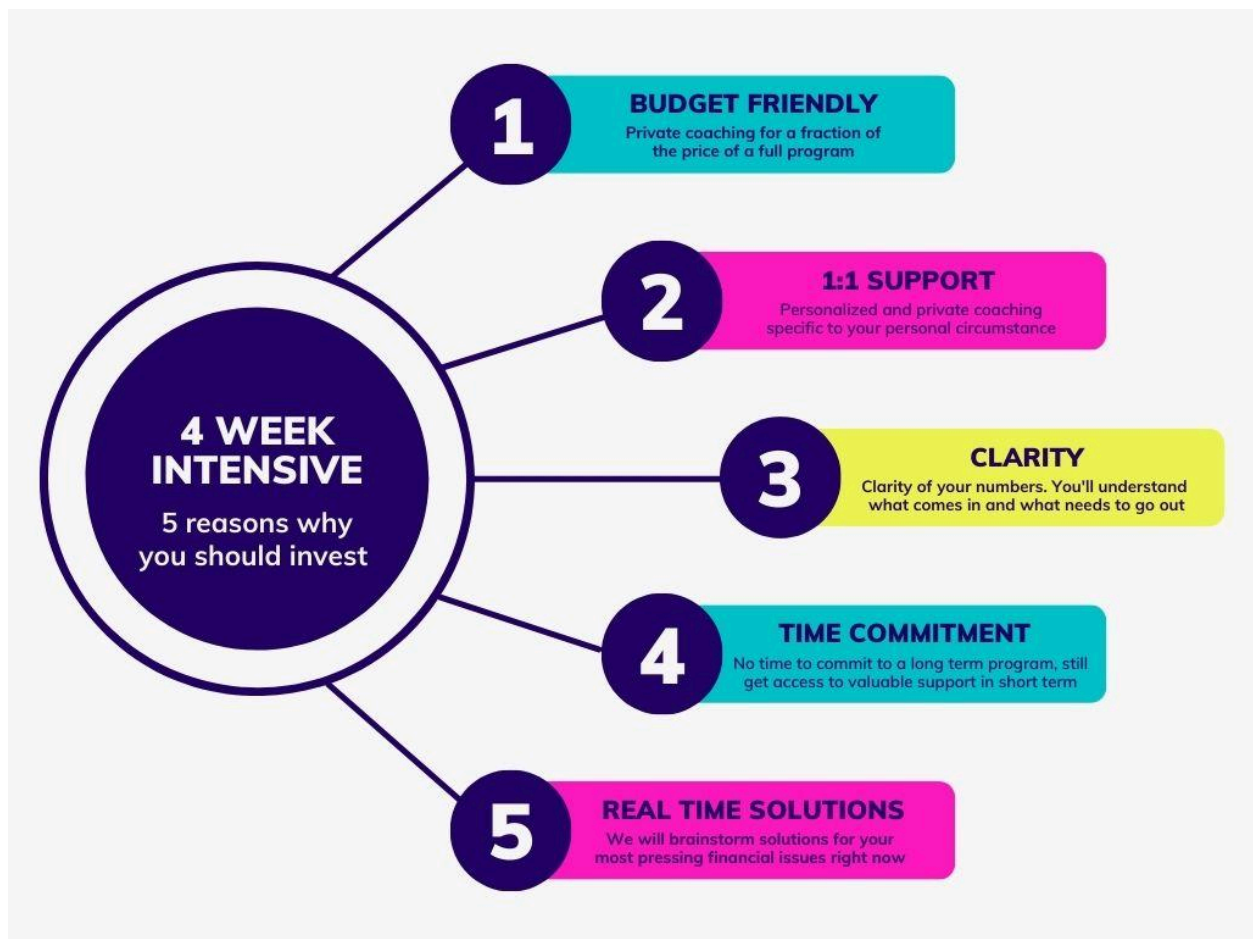 4 WEEK
INTENSIVE
5 reasons why
you should invest
1
BUDGET FRIENDLY
Private coaching for a fraction of
the price of a full program
2
1:1 SUPPORT
Personalized and private coaching
specific to your personal circumstance
3
CLARITY
Clarity of your numbers. You'll understand
what comes in and what needs to go out
4
TIME COMMITMENT
No time to commit to a long term program, still
get access to valuable support in short term
5
REAL TIME SOLUTIONS
We will brainstorm solutions for your
most pressing financial issues right now